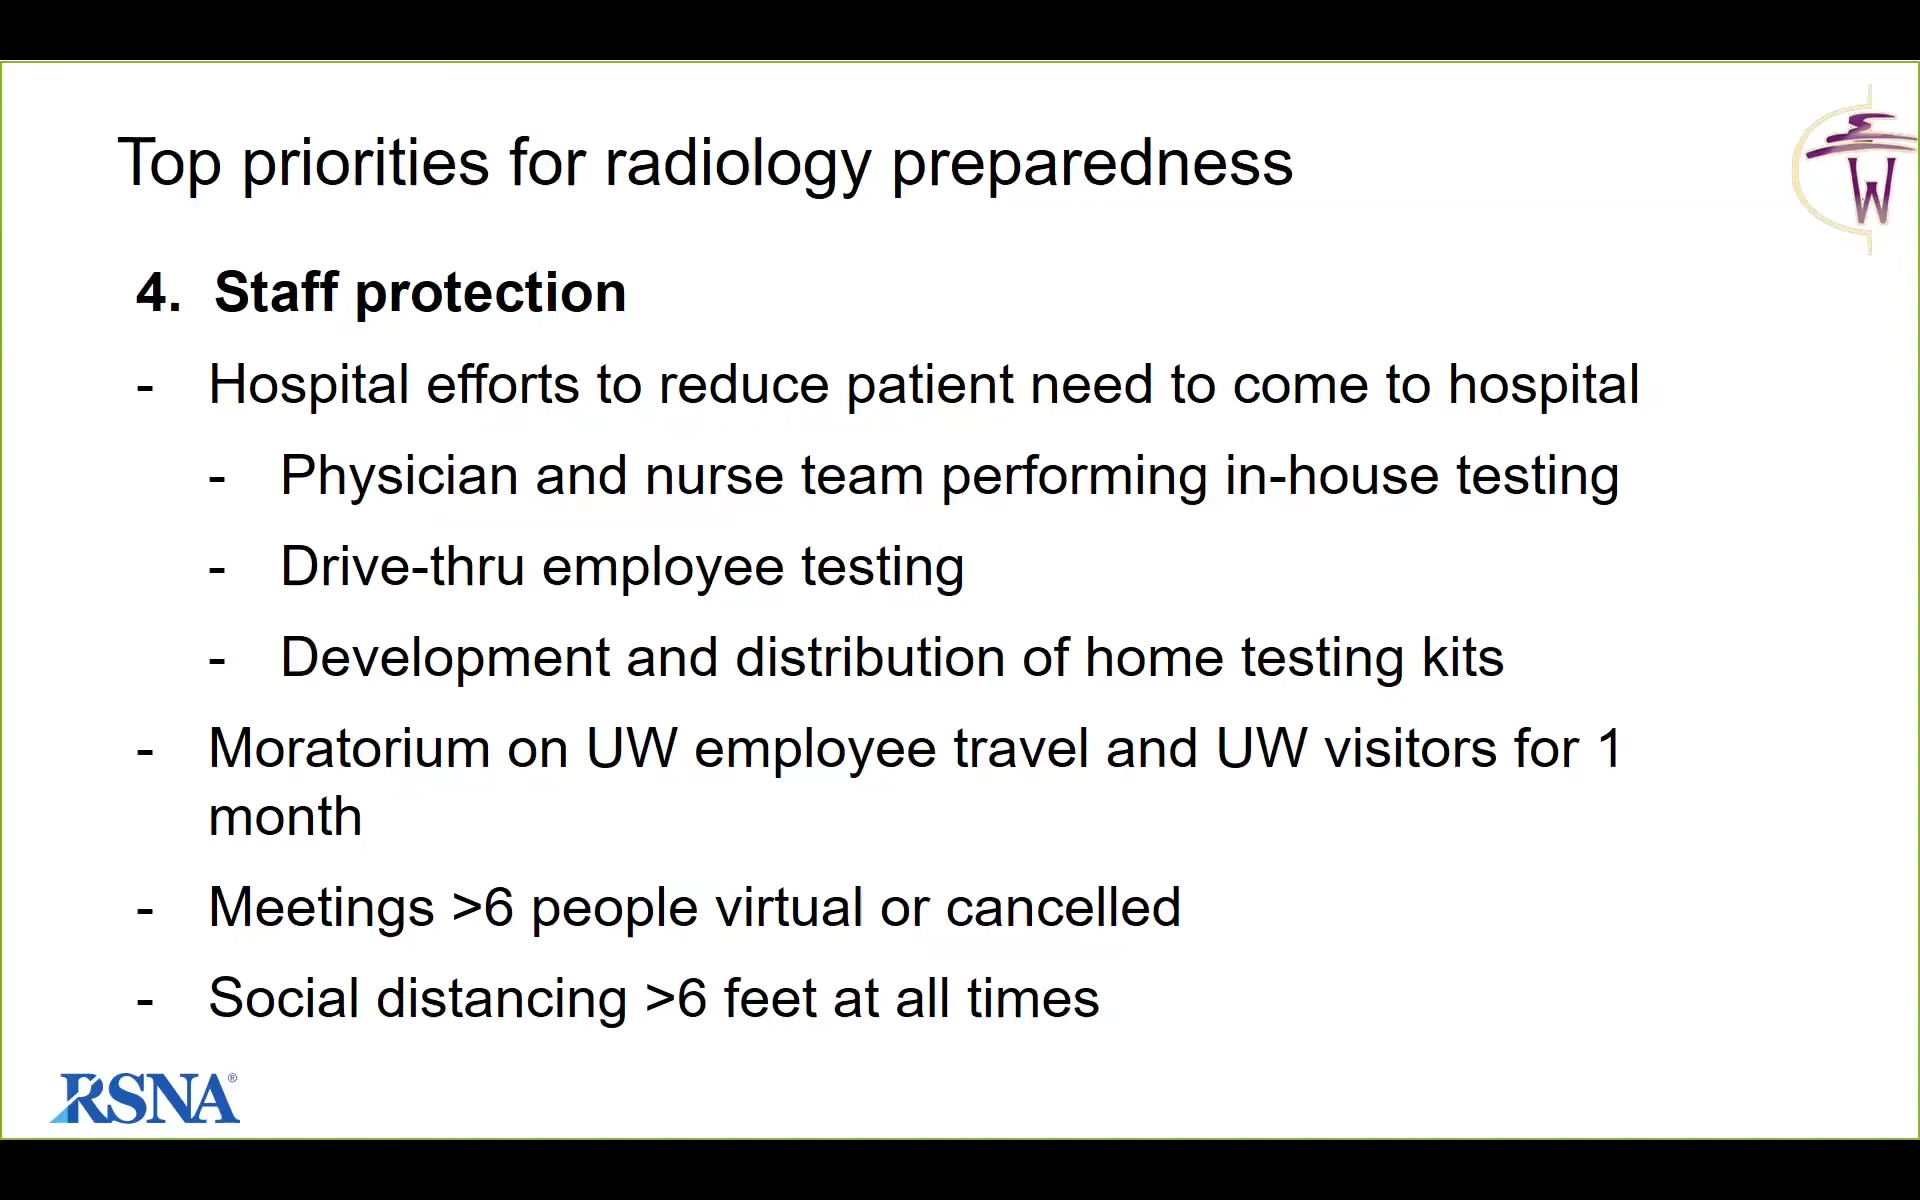 Top priorities for radiology preparedness
W
4. Staff protection
- Hospital efforts to reduce patient need to come to hospital
- Physician and nurse team performing in-house testing
- Drive-thru employee testing
- Development and distribution of home testing kits
- Moratorium on UW employee travel and UW visitors for 1
month
- Meetings >6 people virtual or cancelled
- Social distancing >6 feet at all times
RSNA®